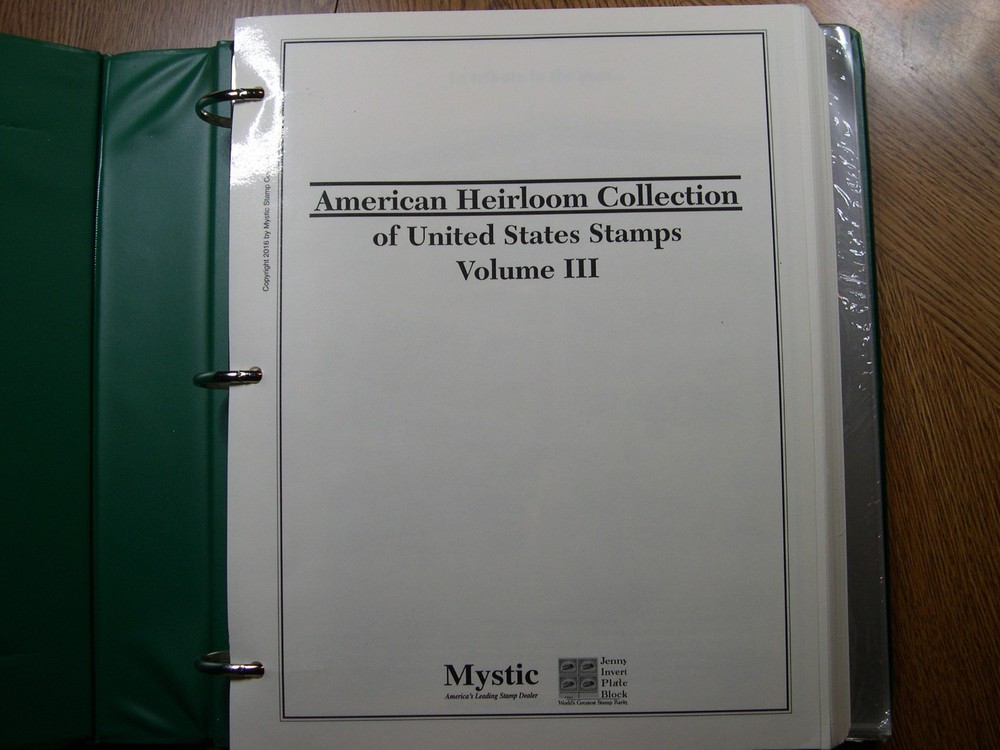 American Heirloom Collection
of United States Stamps
Volume III
Copyright 2016 by Mystic Stamp
Mystic
America's Leading Stamp Dealer
Jenny
Invert
Plate
Block
World's Greatest Stamp Rarity